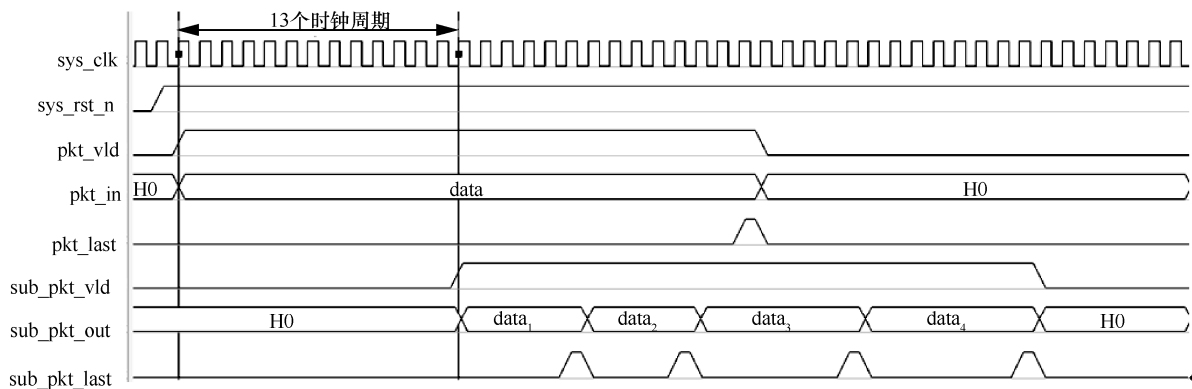 13个时钟周期
sys_clk
sys_rst_n
pkt_vld
pkt_in H0 data H0
pkt_last
sub_pkt_vld
sub_pkt_out H0 data₁ data₂ data₃ data₄ H0
sub_pkt_last